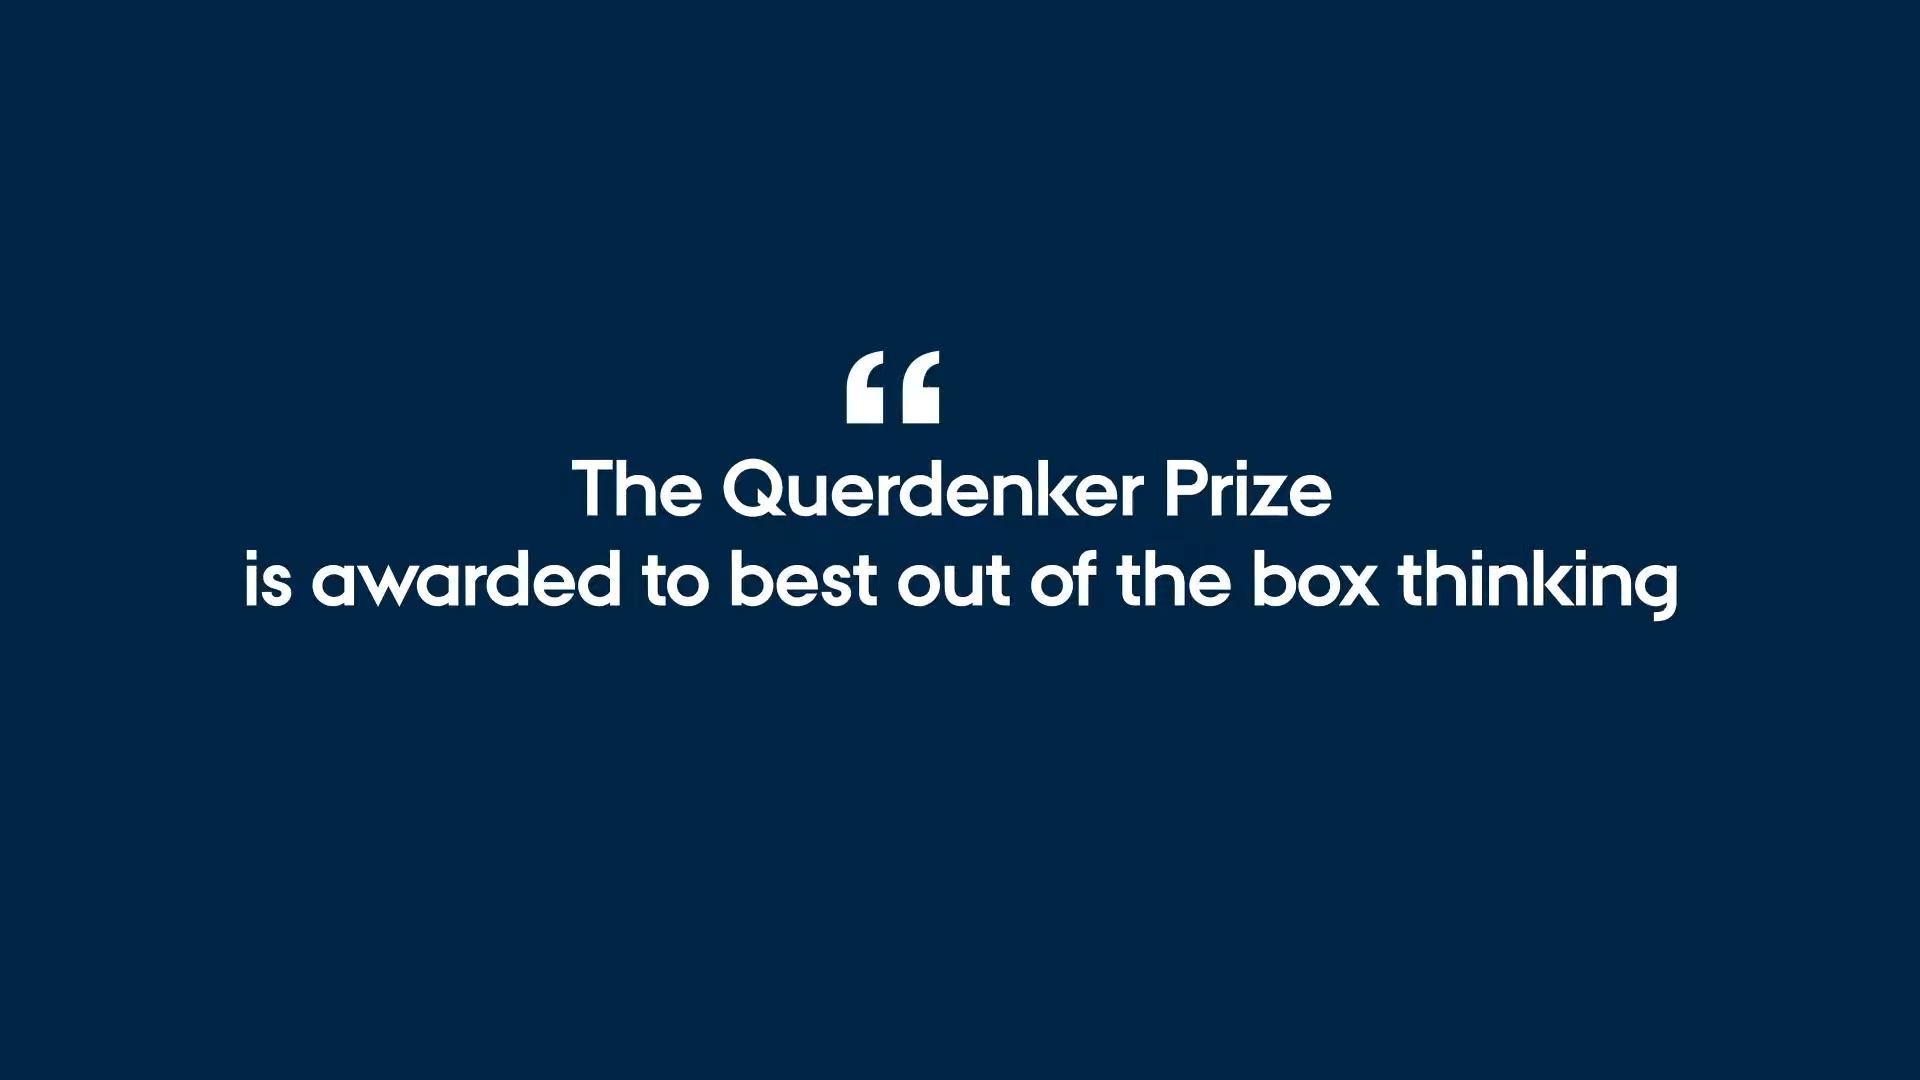 “
The Querdenker Prize
is awarded to best out of the box thinking